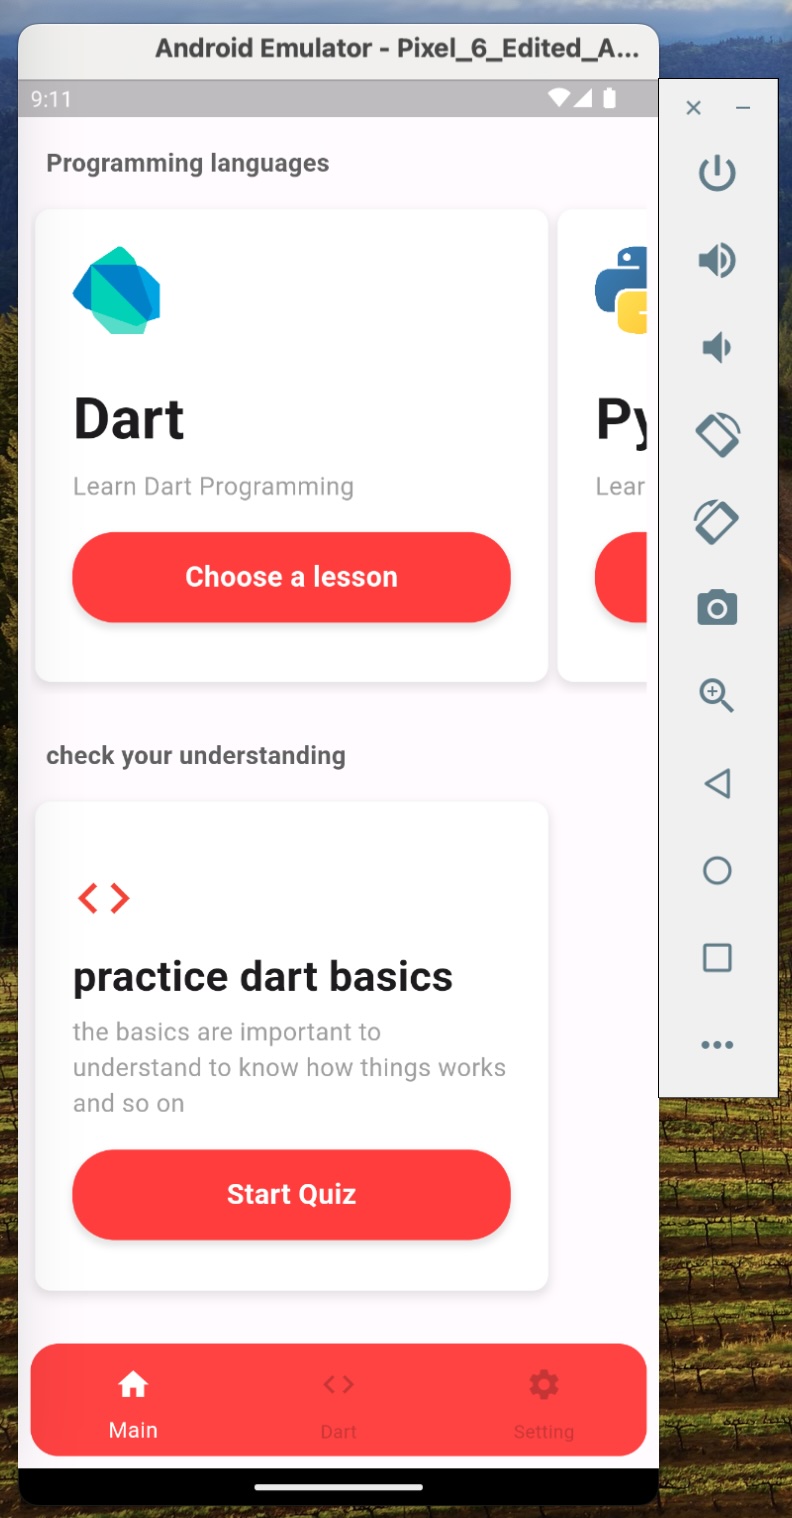 Android Emulator - Pixel_6_Edited_A...
9:11
Programming languages
Dart
Learn Dart Programming
Choose a lesson
Py
Lear
check your understanding
practice dart basics
the basics are important to
understand to know how things works
and so on
Start Quiz
Main
Dart
Setting